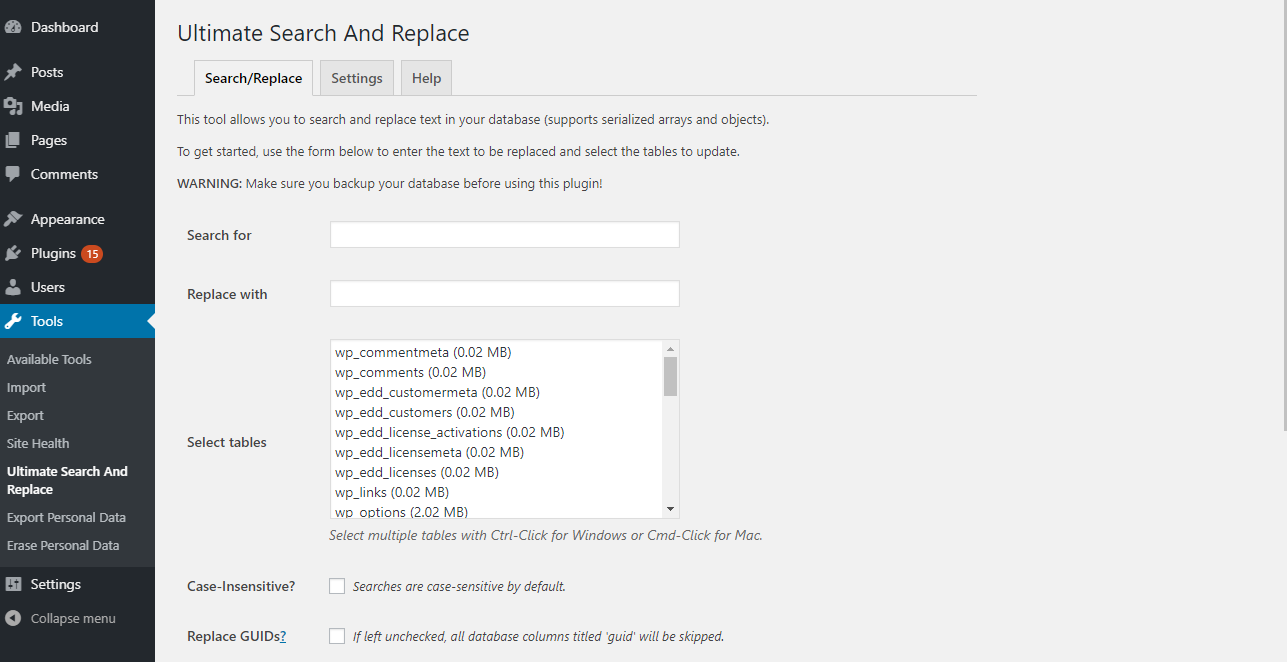 Dashboard
Posts
Media
Pages
Comments
Appearance
Plugins 15
Users
Tools
Available Tools
Import
Export
Site Health
Ultimate Search And
Replace
Export Personal Data
Erase Personal Data
Settings
Collapse menu
Ultimate Search And Replace
Search/Replace
Settings
Help
This tool allows you to search and replace text in your database (supports serialized arrays and objects).
To get started, use the form below to enter the text to be replaced and select the tables to update.
WARNING: Make sure you backup your database before using this plugin!
Search for
Replace with
Select tables
wp_commentmeta (0.02 MB)
wp_comments (0.02 MB)
wp_edd_customermeta (0.02 MB)
wp_edd_customers (0.02 MB)
wp_edd_license_activations (0.02 MB)
wp_edd_licensemeta (0.02 MB)
wp_edd_licenses (0.02 MB)
wp_links (0.02 MB)
wp_options (2.02 MB)
Select multiple tables with Ctrl-Click for Windows or Cmd-Click for Mac.
Case-Insensitive?
Searches are case-sensitive by default.
Replace GUIDs?
If left unchecked, all database columns titled 'guid' will be skipped.